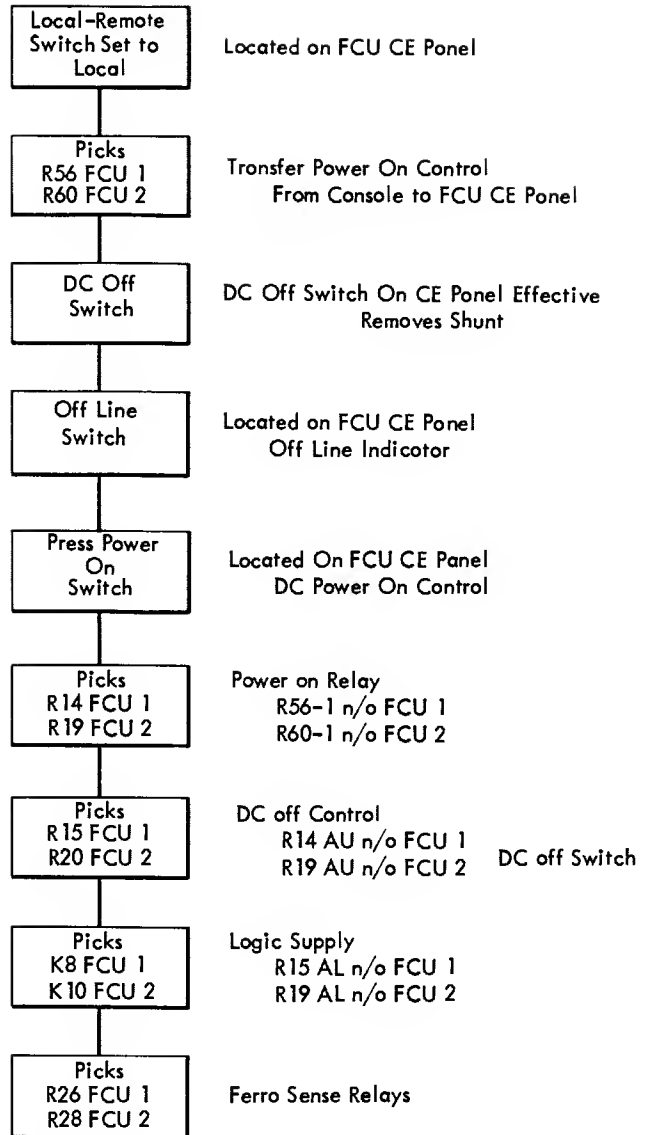 Local-Remote
Switch Set to
Local
Located on FCU CE Ponel
Picks
R56 FCU 1
R60 FCU 2
Tronsfer Power On Control
From Console to FCU CE Panel
DC Off
Switch
DC Off Switch On CE Panel Effective
Removes Shunt
Off Line
Switch
Located on FCU CE Ponel
Off Line Indicotor
Press Power
On
Switch
Located On FCU CE Panel
DC Power On Control
Picks
R14 FCU 1
R19 FCU 2
Power on Relay
R56-1 n/o FCU 1
R60-1 n/o FCU 2
Picks
R15 FCU 1
R20 FCU 2
DC off Control
R14 AU n/o FCU 1
R19 AU n/o FCU 2 DC off Switch
Picks
K8 FCU 1
K10 FCU 2
Logic Supply
R15 AL n/o FCU 1
R19 AL n/o FCU 2
Picks
R26 FCU 1
R28 FCU 2
Ferro Sense Relays